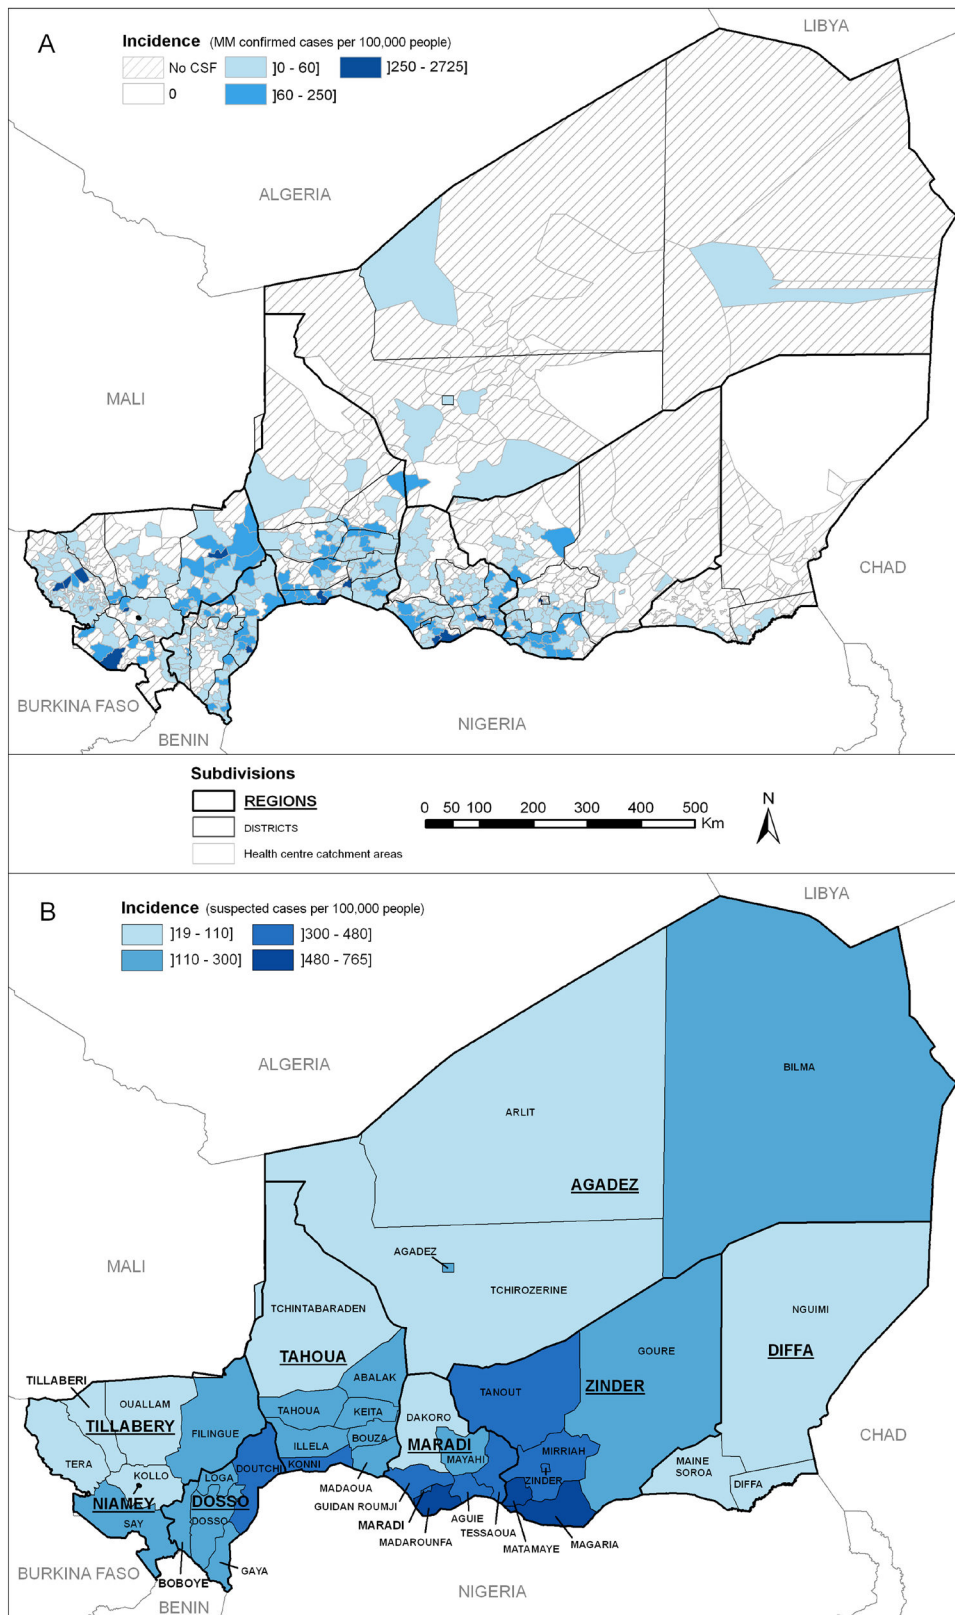 LIBYA
A
Incidence (MM confirmed cases per 100,000 people)
No CSF
]0 - 60]
]250 - 2725]
0
]60 - 250]
ALGERIA
MALI
CHAD
BURKINA FASO
NIGERIA
BENIN
Subdivisions
REGIONS
DISTRICTS
Health centre catchment areas
0 50 100 200 300 400 500
Km
N
LIBYA
B
Incidence (suspected cases per 100,000 people)
]19 - 110]
]300 - 480]
]110 - 300]
]480 - 765]
ALGERIA
BILMA
ARLIT
AGADEZ
AGADEZ
MALI
TCHIROZERINE
TCHINTABARADEN
NGUIMI
TAHOUA
GOURE
DIFFA
ABALAK
TILLABERI
TANOUT
ZINDER
OUALLAM
TAHOUA
KEITA
DAKORO
TILLABERY
FILINGUE
BOUZA
MARADI
ILLELA
MIRRIAH
CHAD
TERA
DOUTCHI
KONNI
MAYAHI
MAINE
SOROA
KOLLO
LOGA
ZINDER
DIFFA
MADAOUA
NIAMEY
DOSSO
GUIDAN ROUMJI
SAY
DOSSO
MARADI
AGUIE
TESSAOUA
MADAROUNFA
MATAMAYE
MAGARIA
GAYA
BURKINA FASO
BOBOYE
NIGERIA
BENIN